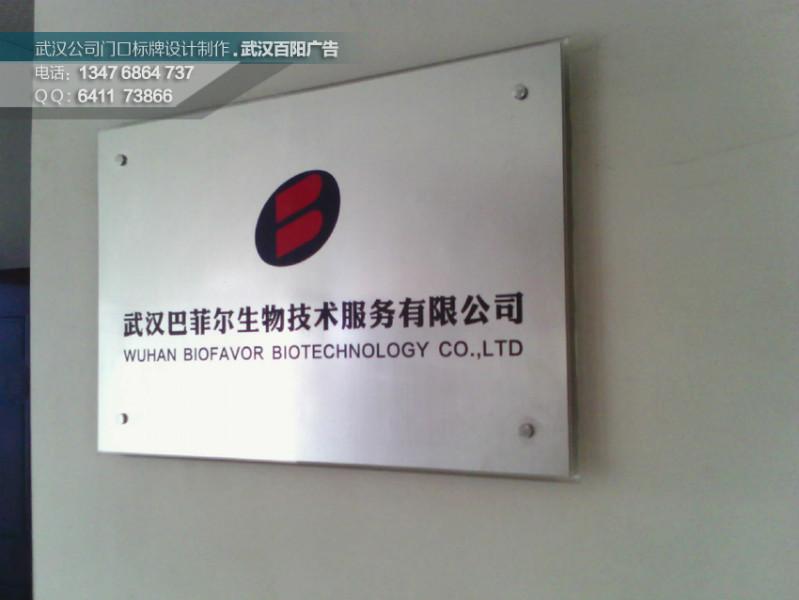 武汉公司门口标牌设计制作.武汉百阳广告
电话：1347 6864 737
QQ：6411 73866
B
武汉巴菲尔生物技术服务有限公司
WUHAN BIOFAVOR BIOTECHNOLOGY CO.,LTD